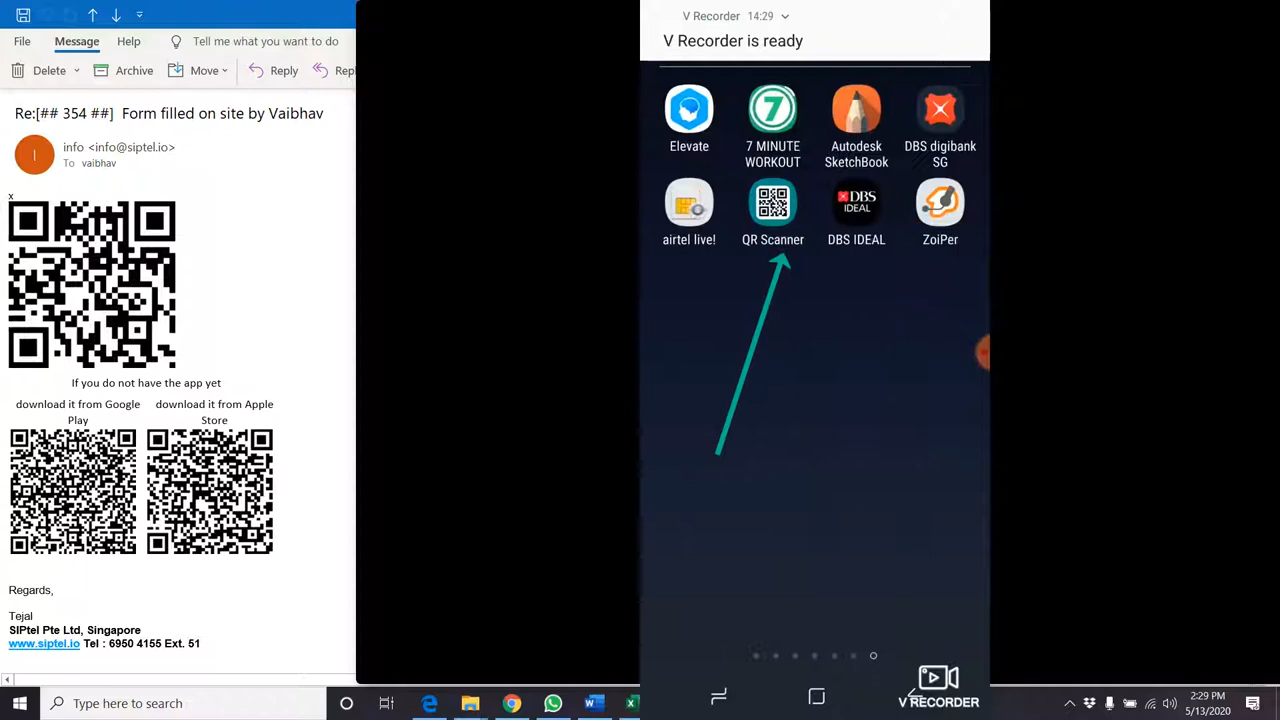 File Message Help Tell me what you want to do
Delete Archive Move Reply Repl
Re:[## 354 ##] Form filled on site by Vaibhav
I
info <info@siptel.io>
To vaibhav
x
If you do not have the app yet
download it from Google
Play
download it from Apple
Store
Regards,
Tejal
SIPtel Pte Ltd, Singapore
www.siptel.io Tel : 6950 4155 Ext. 51
V Recorder 14:29
V Recorder is ready
Elevate
7
7 MINUTE
WORKOUT
Autodesk
SketchBook
DBS digibank
SG
airtel live!
QR Scanner
DBS
IDEAL
DBS IDEAL
ZoiPer
V RECORDER
Type here to search
2:29 PM
5/13/2020